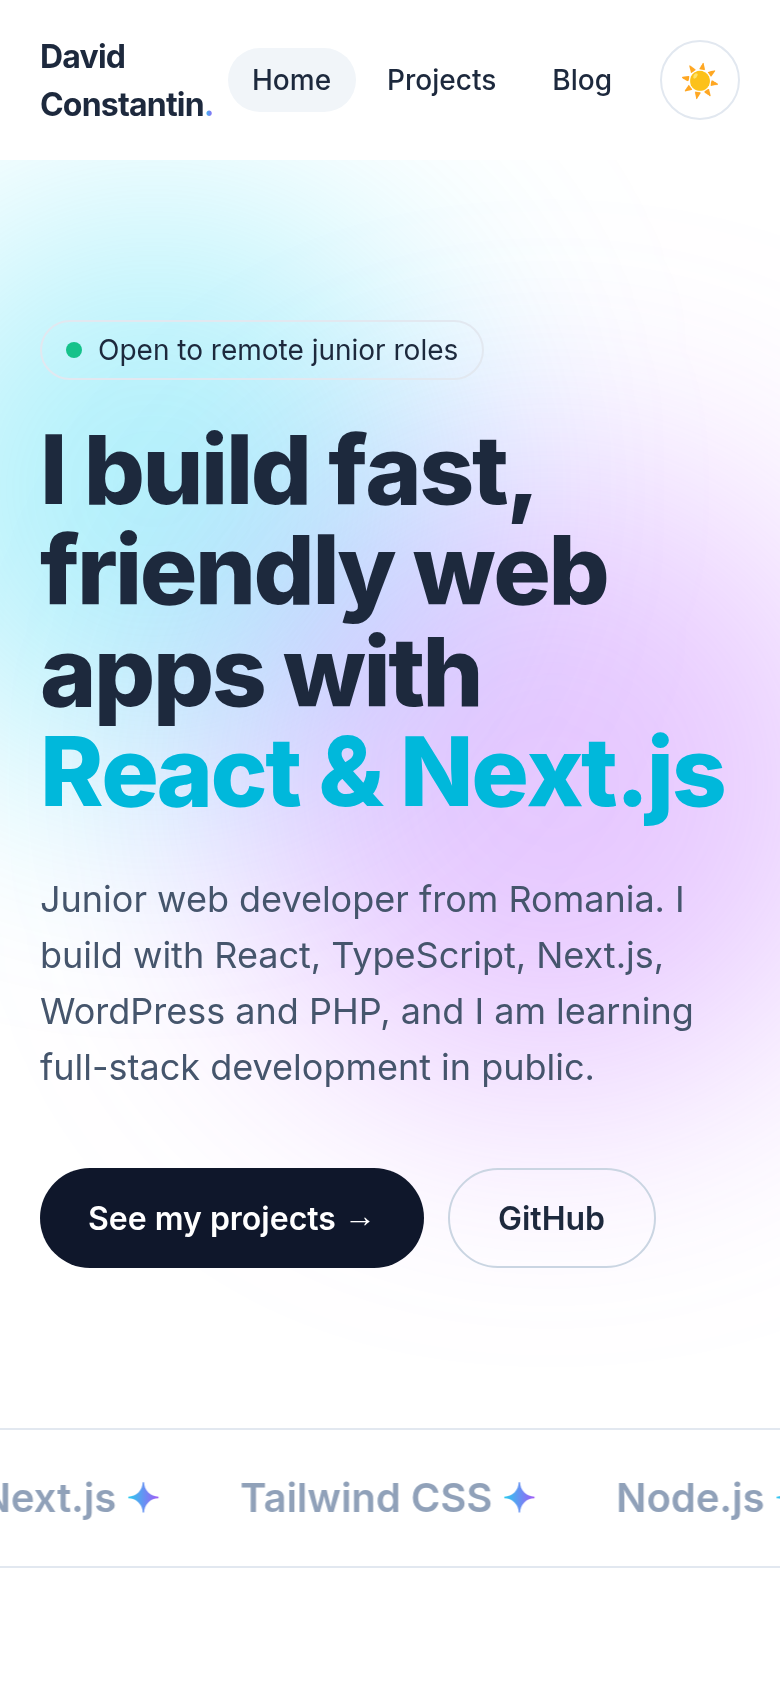 David
Constantin.
Home
Projects
Blog
Open to remote junior roles
I build fast,
friendly web
apps with
React & Next.js
Junior web developer from Romania. I
build with React, TypeScript, Next.js,
WordPress and PHP, and I am learning
full-stack development in public.
See my projects →
GitHub
Next.js ✦ Tailwind CSS ✦ Node.js